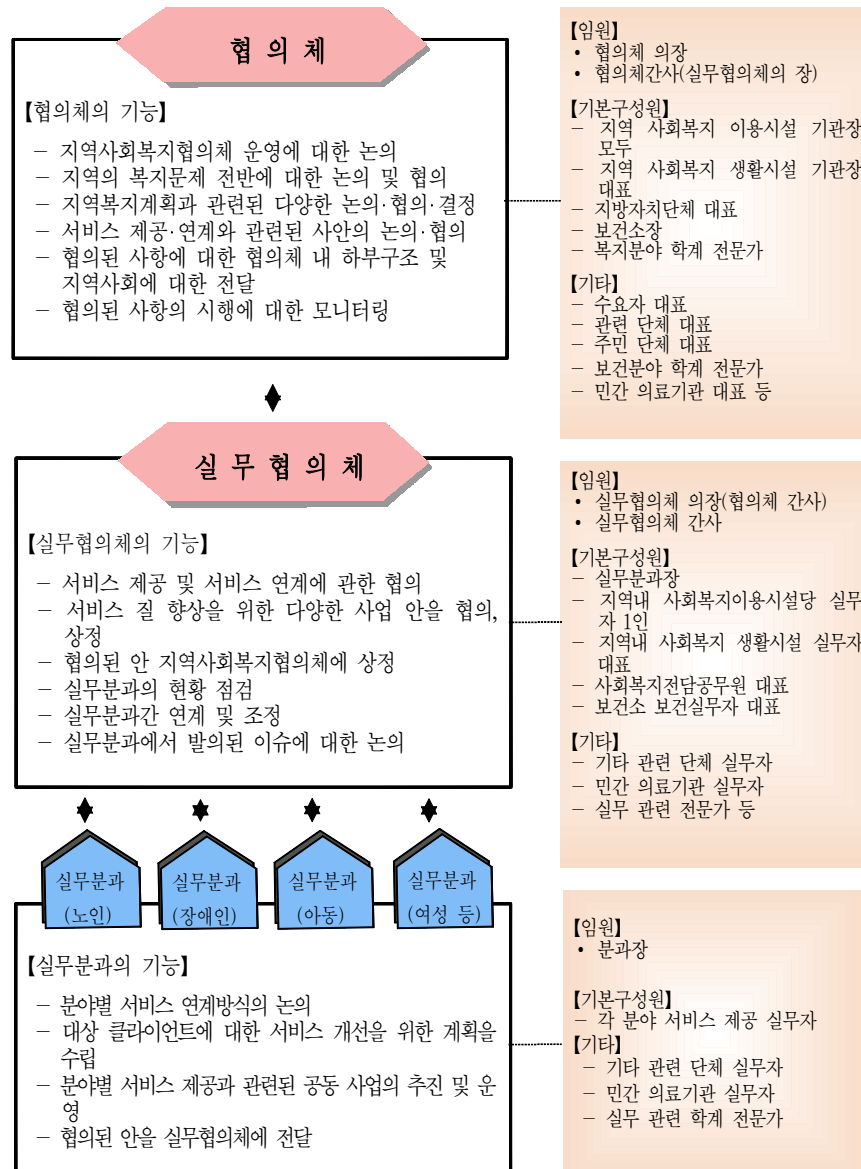 협 의 체
【협의체의 기능】
－ 지역사회복지협의체 운영에 대한 논의
－ 지역의 복지문제 전반에 대한 논의 및 협의
－ 지역복지계획과 관련된 다양한 논의·협의·결정
－ 서비스 제공·연계와 관련된 사안의 논의·협의
－ 협의된 사항에 대한 협의체 내 하부구조 및
지역사회에 대한 전달
－ 협의된 사항의 시행에 대한 모니터링
【임원】
• 협의체 의장
• 협의체간사(실무협의체의 장)
【기본구성원】
－ 지역 사회복지 이용시설 기관장
모두
－ 지역 사회복지 생활시설 기관장
대표
－ 지방자치단체 대표
－ 보건소장
－ 복지분야 학계 전문가
【기타】
－ 수요자 대표
－ 관련 단체 대표
－ 주민 단체 대표
－ 보건분야 학계 전문가
－ 민간 의료기관 대표 등
실 무 협 의 체
【실무협의체의 기능】
－ 서비스 제공 및 서비스 연계에 관한 협의
－ 서비스 질 향상을 위한 다양한 사업 안을 협의,
상정
－ 협의된 안 지역사회복지협의체에 상정
－ 실무분과의 현황 점검
－ 실무분과간 연계 및 조정
－ 실무분과에서 발의된 이슈에 대한 논의
【임원】
• 실무협의체 의장(협의체 간사)
• 실무협의체 간사
【기본구성원】
－ 실무분과장
－ 지역내 사회복지이용시설당 실무
자 1인
－ 지역내 사회복지 생활시설 실무자
대표
－ 사회복지전담공무원 대표
－ 보건소 보건실무자 대표
【기타】
－ 기타 관련 단체 실무자
－ 민간 의료기관 실무자
－ 실무 관련 전문가 등
실무분과
(노인)
실무분과
(장애인)
실무분과
(아동)
실무분과
(여성 등)
【실무분과의 기능】
－ 분야별 서비스 연계방식의 논의
－ 대상 클라이언트에 대한 서비스 개선을 위한 계획을
수립
－ 분야별 서비스 제공과 관련된 공동 사업의 추진 및 운
영
－ 협의된 안을 실무협의체에 전달
【임원】
• 분과장
【기본구성원】
－ 각 분야 서비스 제공 실무자
【기타】
－ 기타 관련 단체 실무자
－ 민간 의료기관 실무자
－ 실무 관련 학계 전문가